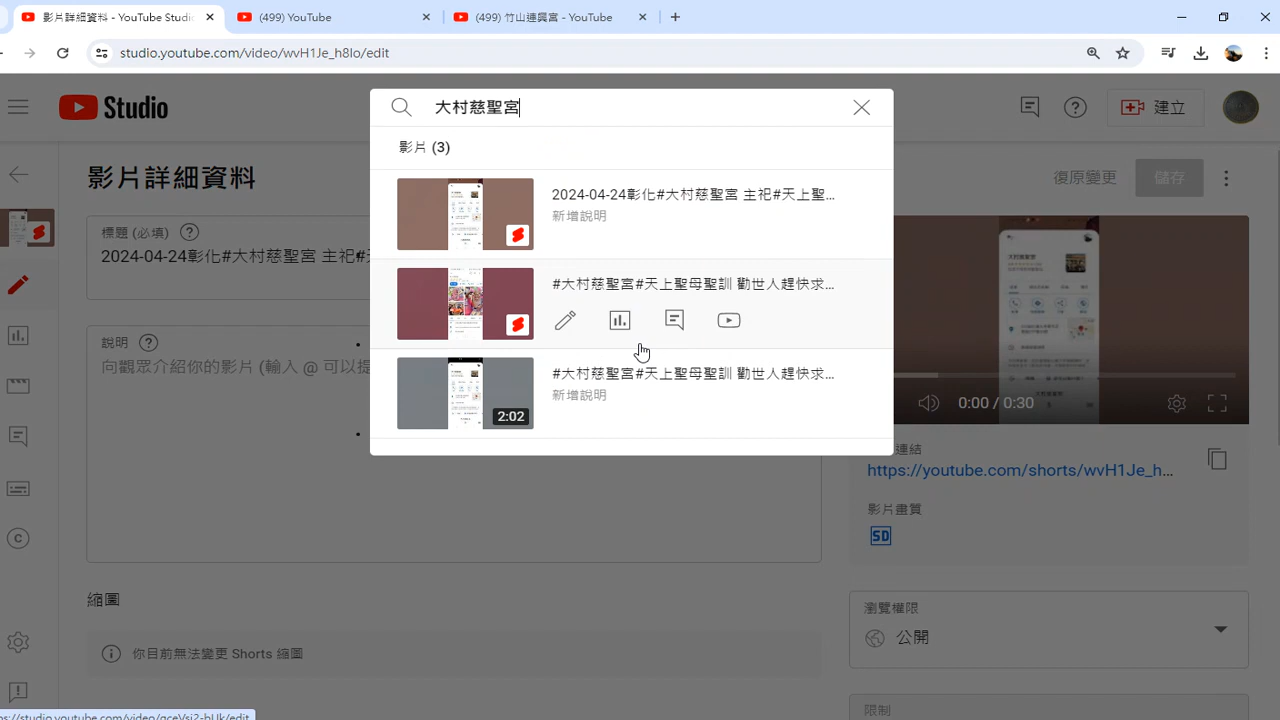 影片詳細資料 - YouTube Studi
(499) YouTube
(499) 竹山連興宮 - YouTube
studio.youtube.com/video/wvH1Je_h8lo/edit
Studio
大村慈聖宮
建立
影片 (3)
影片詳細資料
復原變更
儲存
2024-04-24彰化#大村慈聖宮 主祀#天上聖...
新增說明
標題 (必填)
2024-04-24彰化#大村慈聖宮 主祀#天
#大村慈聖宮#天上聖母聖訓 勸世人趕快求...
說明
向觀眾介紹你的影片 (輸入 @
#大村慈聖宮#天上聖母聖訓 勸世人趕快求...
新增說明
2:02
0:00 / 0:30
連結
https://youtube.com/shorts/wvH1Je_h...
影片畫質
SD
縮圖
瀏覽權限
公開
你目前無法變更 Shorts 縮圖
限制